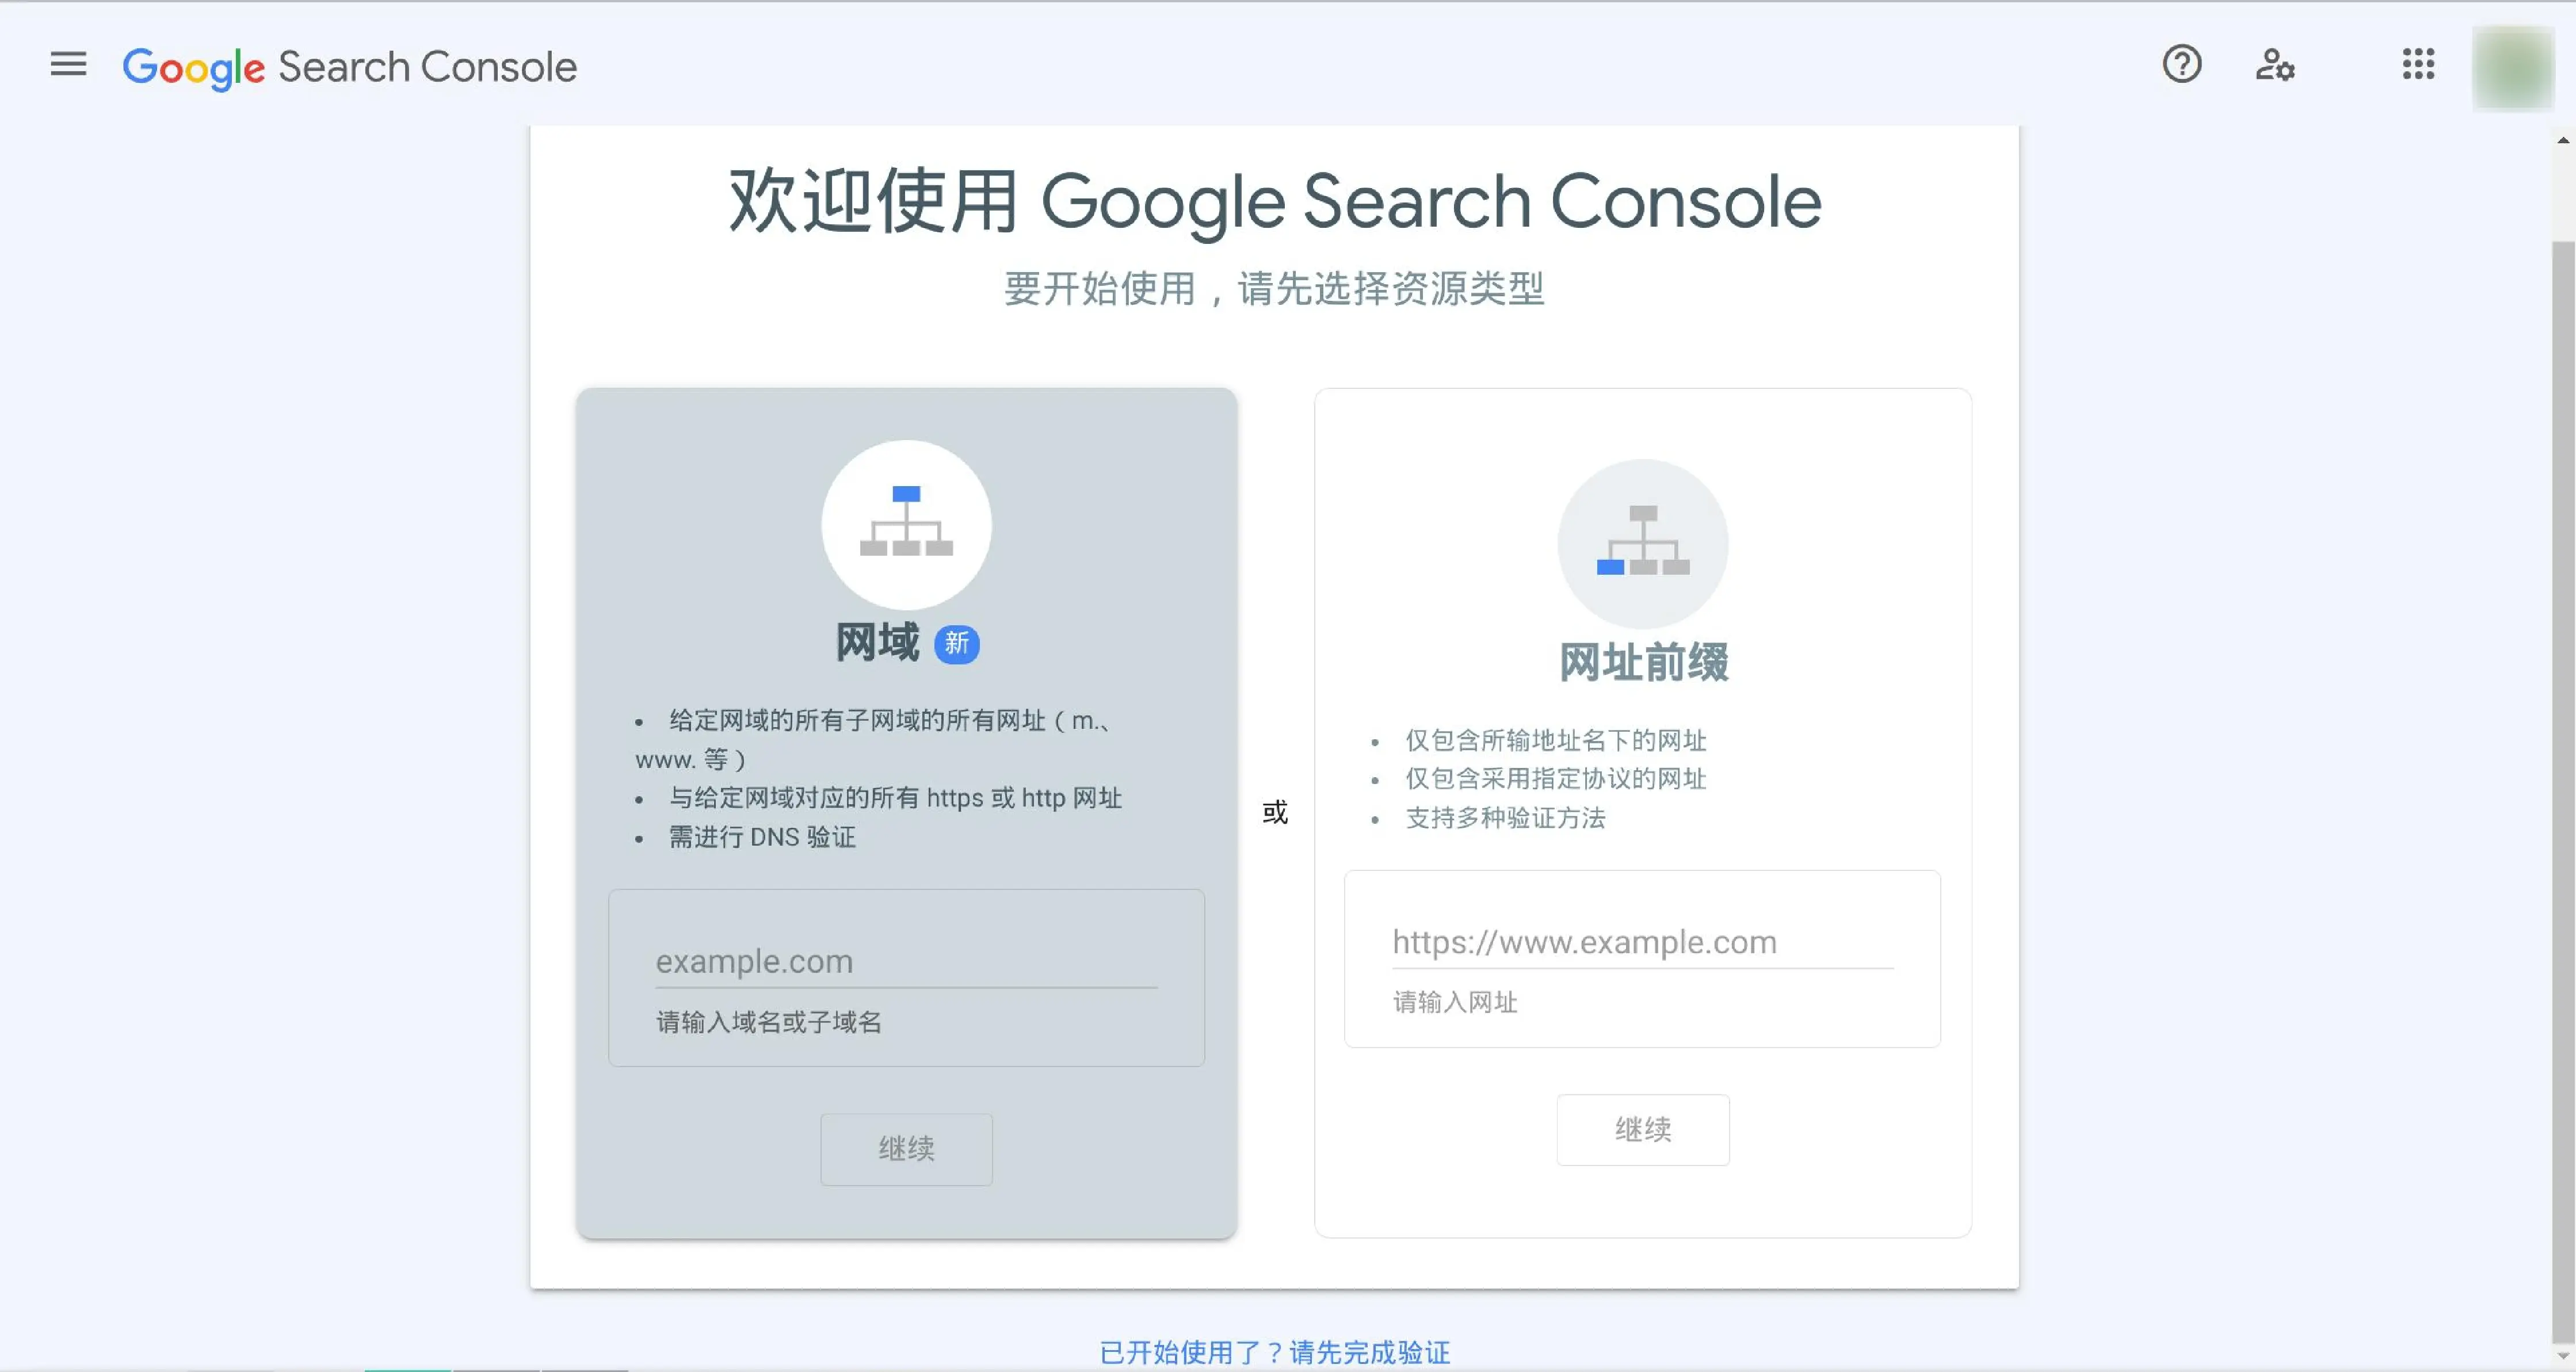 Google Search Console
欢迎使用 Google Search Console
要开始使用，请先选择资源类型
网域 新
• 给定网域的所有子网域的所有网址（m.、
www. 等）
• 与给定网域对应的所有 https 或 http 网址
• 需进行 DNS 验证
example.com
请输入域名或子域名
继续
或
网址前缀
• 仅包含所输地址名下的网址
• 仅包含采用指定协议的网址
• 支持多种验证方法
https://www.example.com
请输入网址
继续
已开始使用了？请先完成验证